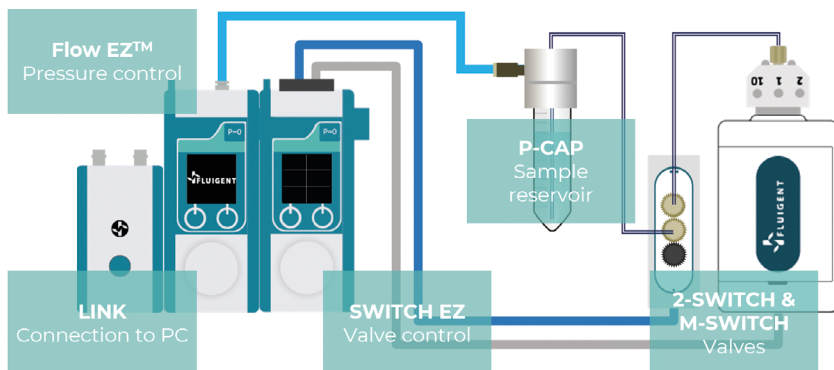 Flow EZ™
Pressure control
P=0
P=0
FLUIGENT
P-CAP
Sample
reservoir
10 1 2
FLUIGENT
LINK
Connection to PC
SWITCH EZ
Valve control
2-SWITCH &
M-SWITCH
Valves